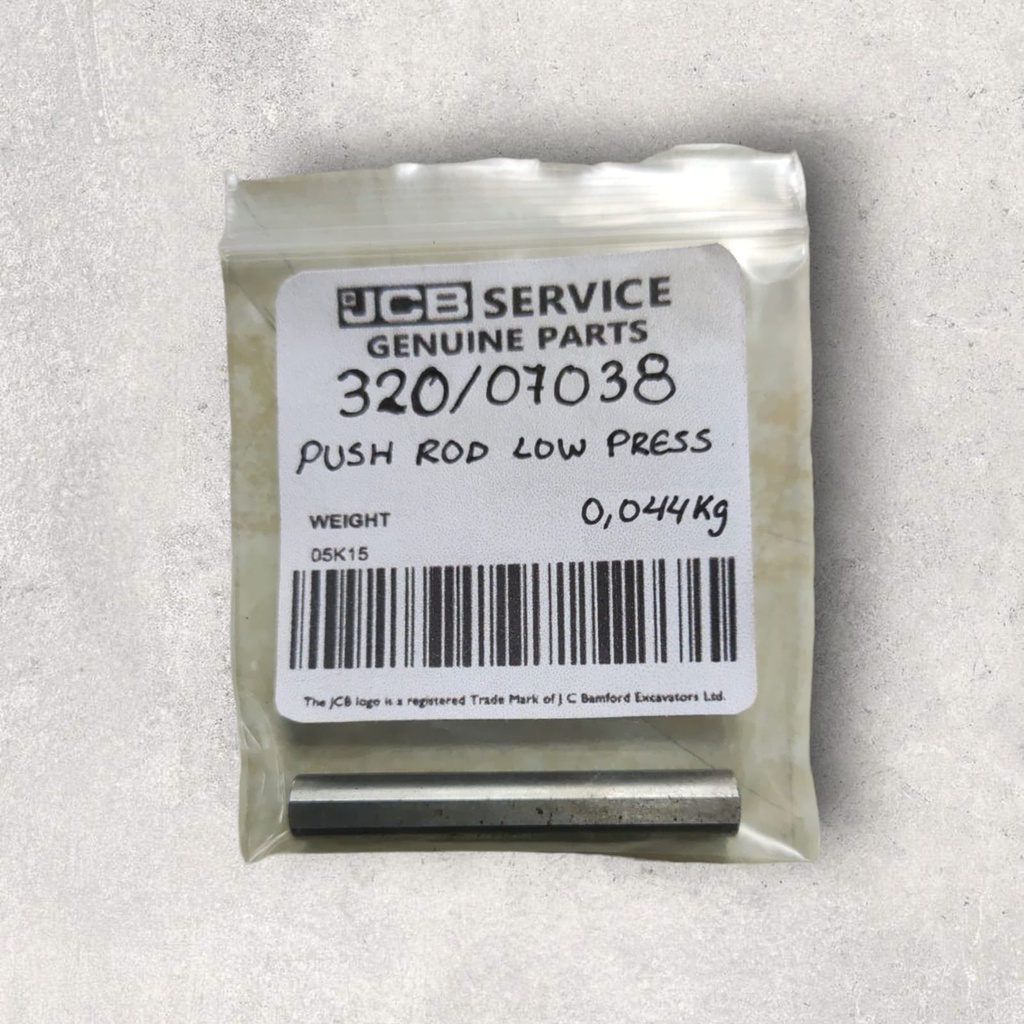 JCB SERVICE
GENUINE PARTS
320/07038
PUSH ROD LOW PRESS
WEIGHT 0,044Kg
05K15
The JCB logo is a registered Trade Mark of J C Bamford Excavators Ltd.